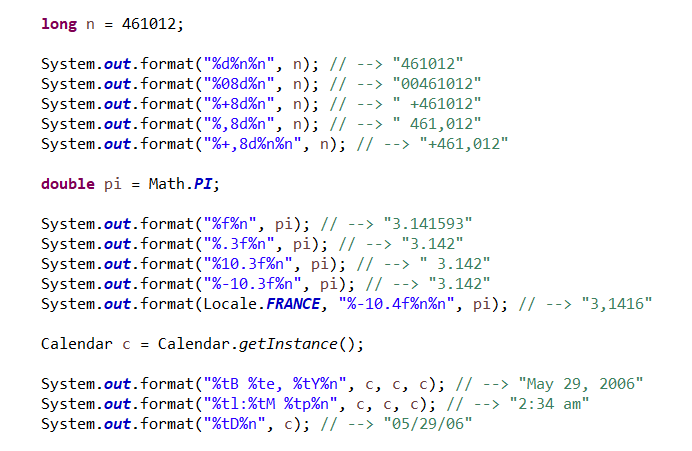 long n = 461012;
System.out.format("%d%n%n", n); // --> "461012"
System.out.format("%08d%n", n); // --> "00461012"
System.out.format("%+8d%n", n); // --> " +461012"
System.out.format("%,8d%n", n); // --> " 461,012"
System.out.format("%+,8d%n%n", n); // --> "+461,012"
double pi = Math.PI;
System.out.format("%f%n", pi); // --> "3.141593"
System.out.format("%.3f%n", pi); // --> "3.142"
System.out.format("%10.3f%n", pi); // --> " 3.142"
System.out.format("%-10.3f%n", pi); // --> "3.142"
System.out.format(Locale.FRANCE, "%-10.4f%n%n", pi); // --> "3,1416"
Calendar c = Calendar.getInstance();
System.out.format("%tB %te, %tY%n", c, c, c); // --> "May 29, 2006"
System.out.format("%tl:%tM %tp%n", c, c, c); // --> "2:34 am"
System.out.format("%tD%n", c); // --> "05/29/06"